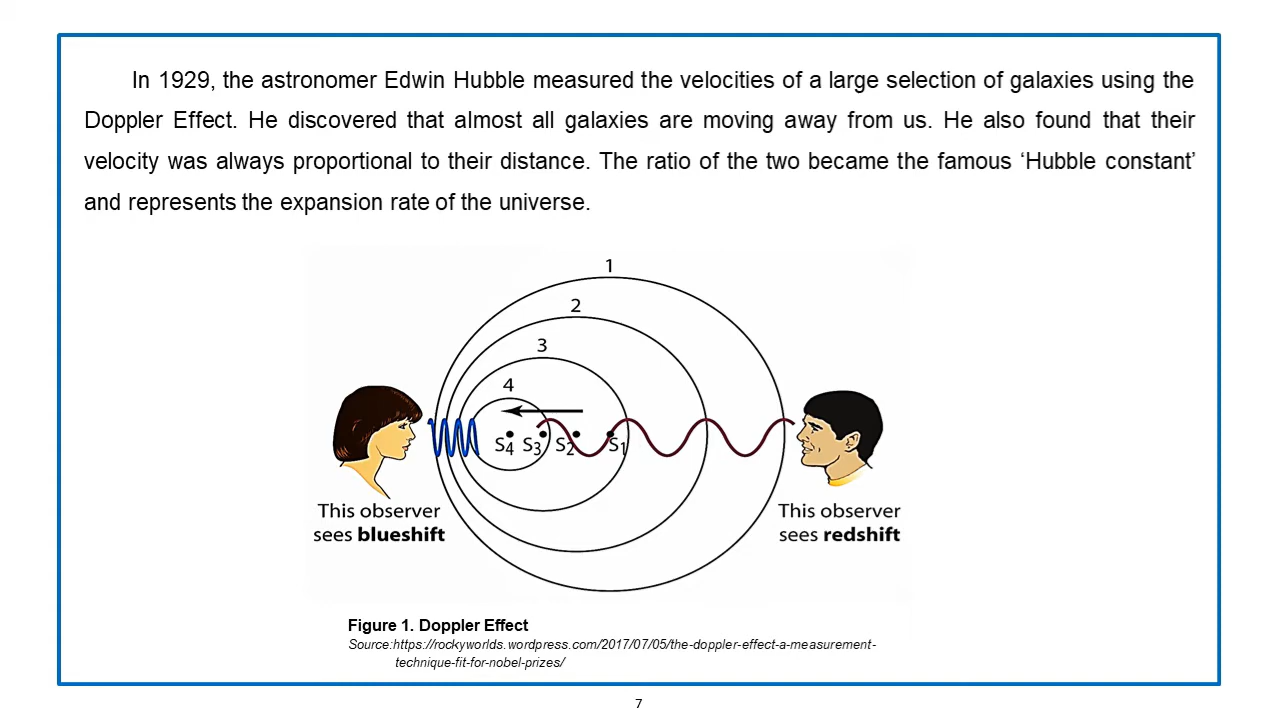 In 1929, the astronomer Edwin Hubble measured the velocities of a large selection of galaxies using the
Doppler Effect. He discovered that almost all galaxies are moving away from us. He also found that their
velocity was always proportional to their distance. The ratio of the two became the famous ‘Hubble constant’
and represents the expansion rate of the universe.
1
2
3
4
S4 S3 S2 S1
This observer
sees blueshift
This observer
sees redshift
Figure 1. Doppler Effect
Source:https://rockyworlds.wordpress.com/2017/07/05/the-doppler-effect-a-measurement-
technique-fit-for-nobel-prizes/
7